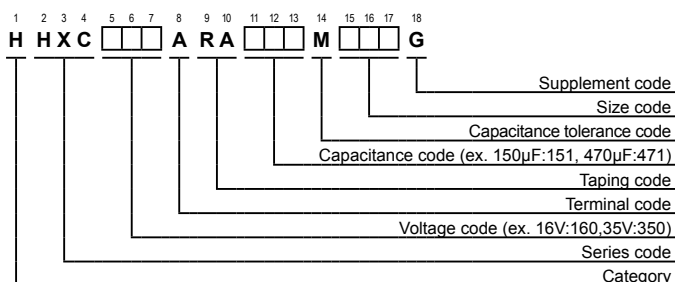 1 2 3 4 5 6 7 8 9 10 11 12 13 14 15 16 17 18
H HXC □□□ A RA □□□ M □□□ G
Supplement code
Size code
Capacitance tolerance code
Capacitance code (ex. 150μF:151, 470μF:471)
Taping code
Terminal code
Voltage code (ex. 16V:160,35V:350)
Series code
Category